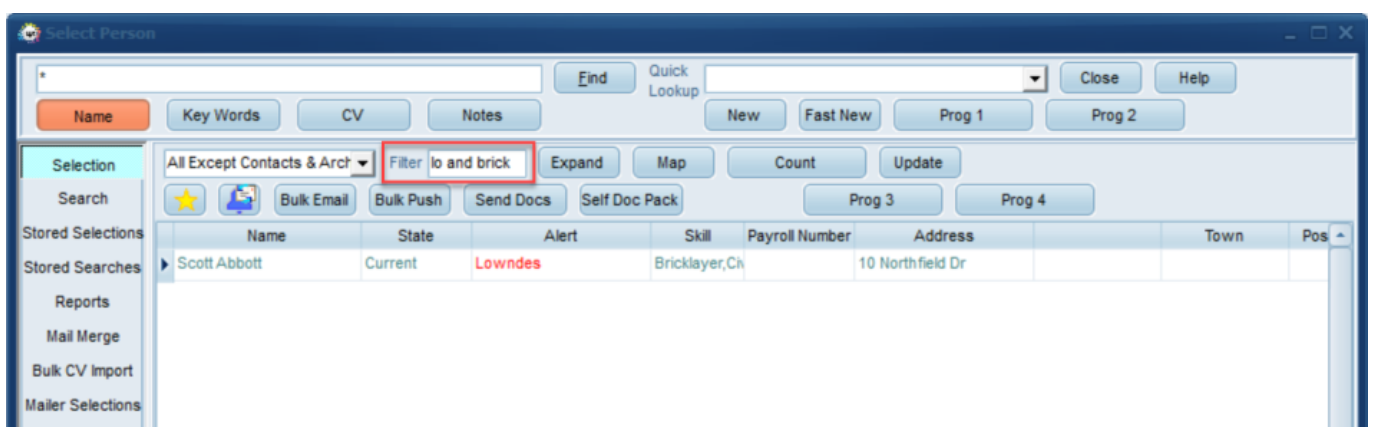 Select Person
*
Find
Quick
Lookup
Close
Help
Name
Key Words
CV
Notes
New
Fast New
Prog 1
Prog 2
Selection
All Except Contacts & Arch
Filter
lo and brick
Expand
Map
Count
Update
Search
Bulk Email
Bulk Push
Send Docs
Self Doc Pack
Prog 3
Prog 4
Stored Selections
Name
State
Alert
Skill
Payroll Number
Address
Town
Pos
Stored Searches
Scott Abbott
Current
Lowndes
Bricklayer,Civ
10 Northfield Dr
Reports
Mail Merge
Bulk CV Import
Mailer Selections